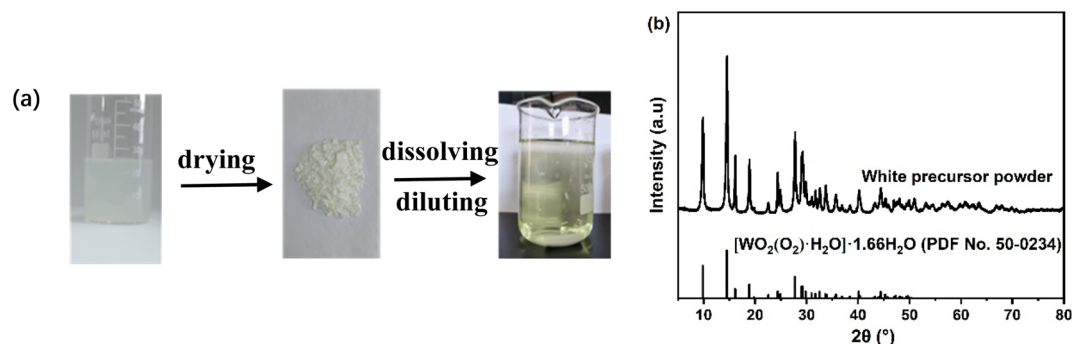 (a)
drying
dissolving
diluting
(b)
Intensity (a.u)
White precursor powder
[WO₂(O₂)·H₂O]·1.66H₂O (PDF No. 50-0234)
10 20 30 40 50 60 70 80
2θ (°)